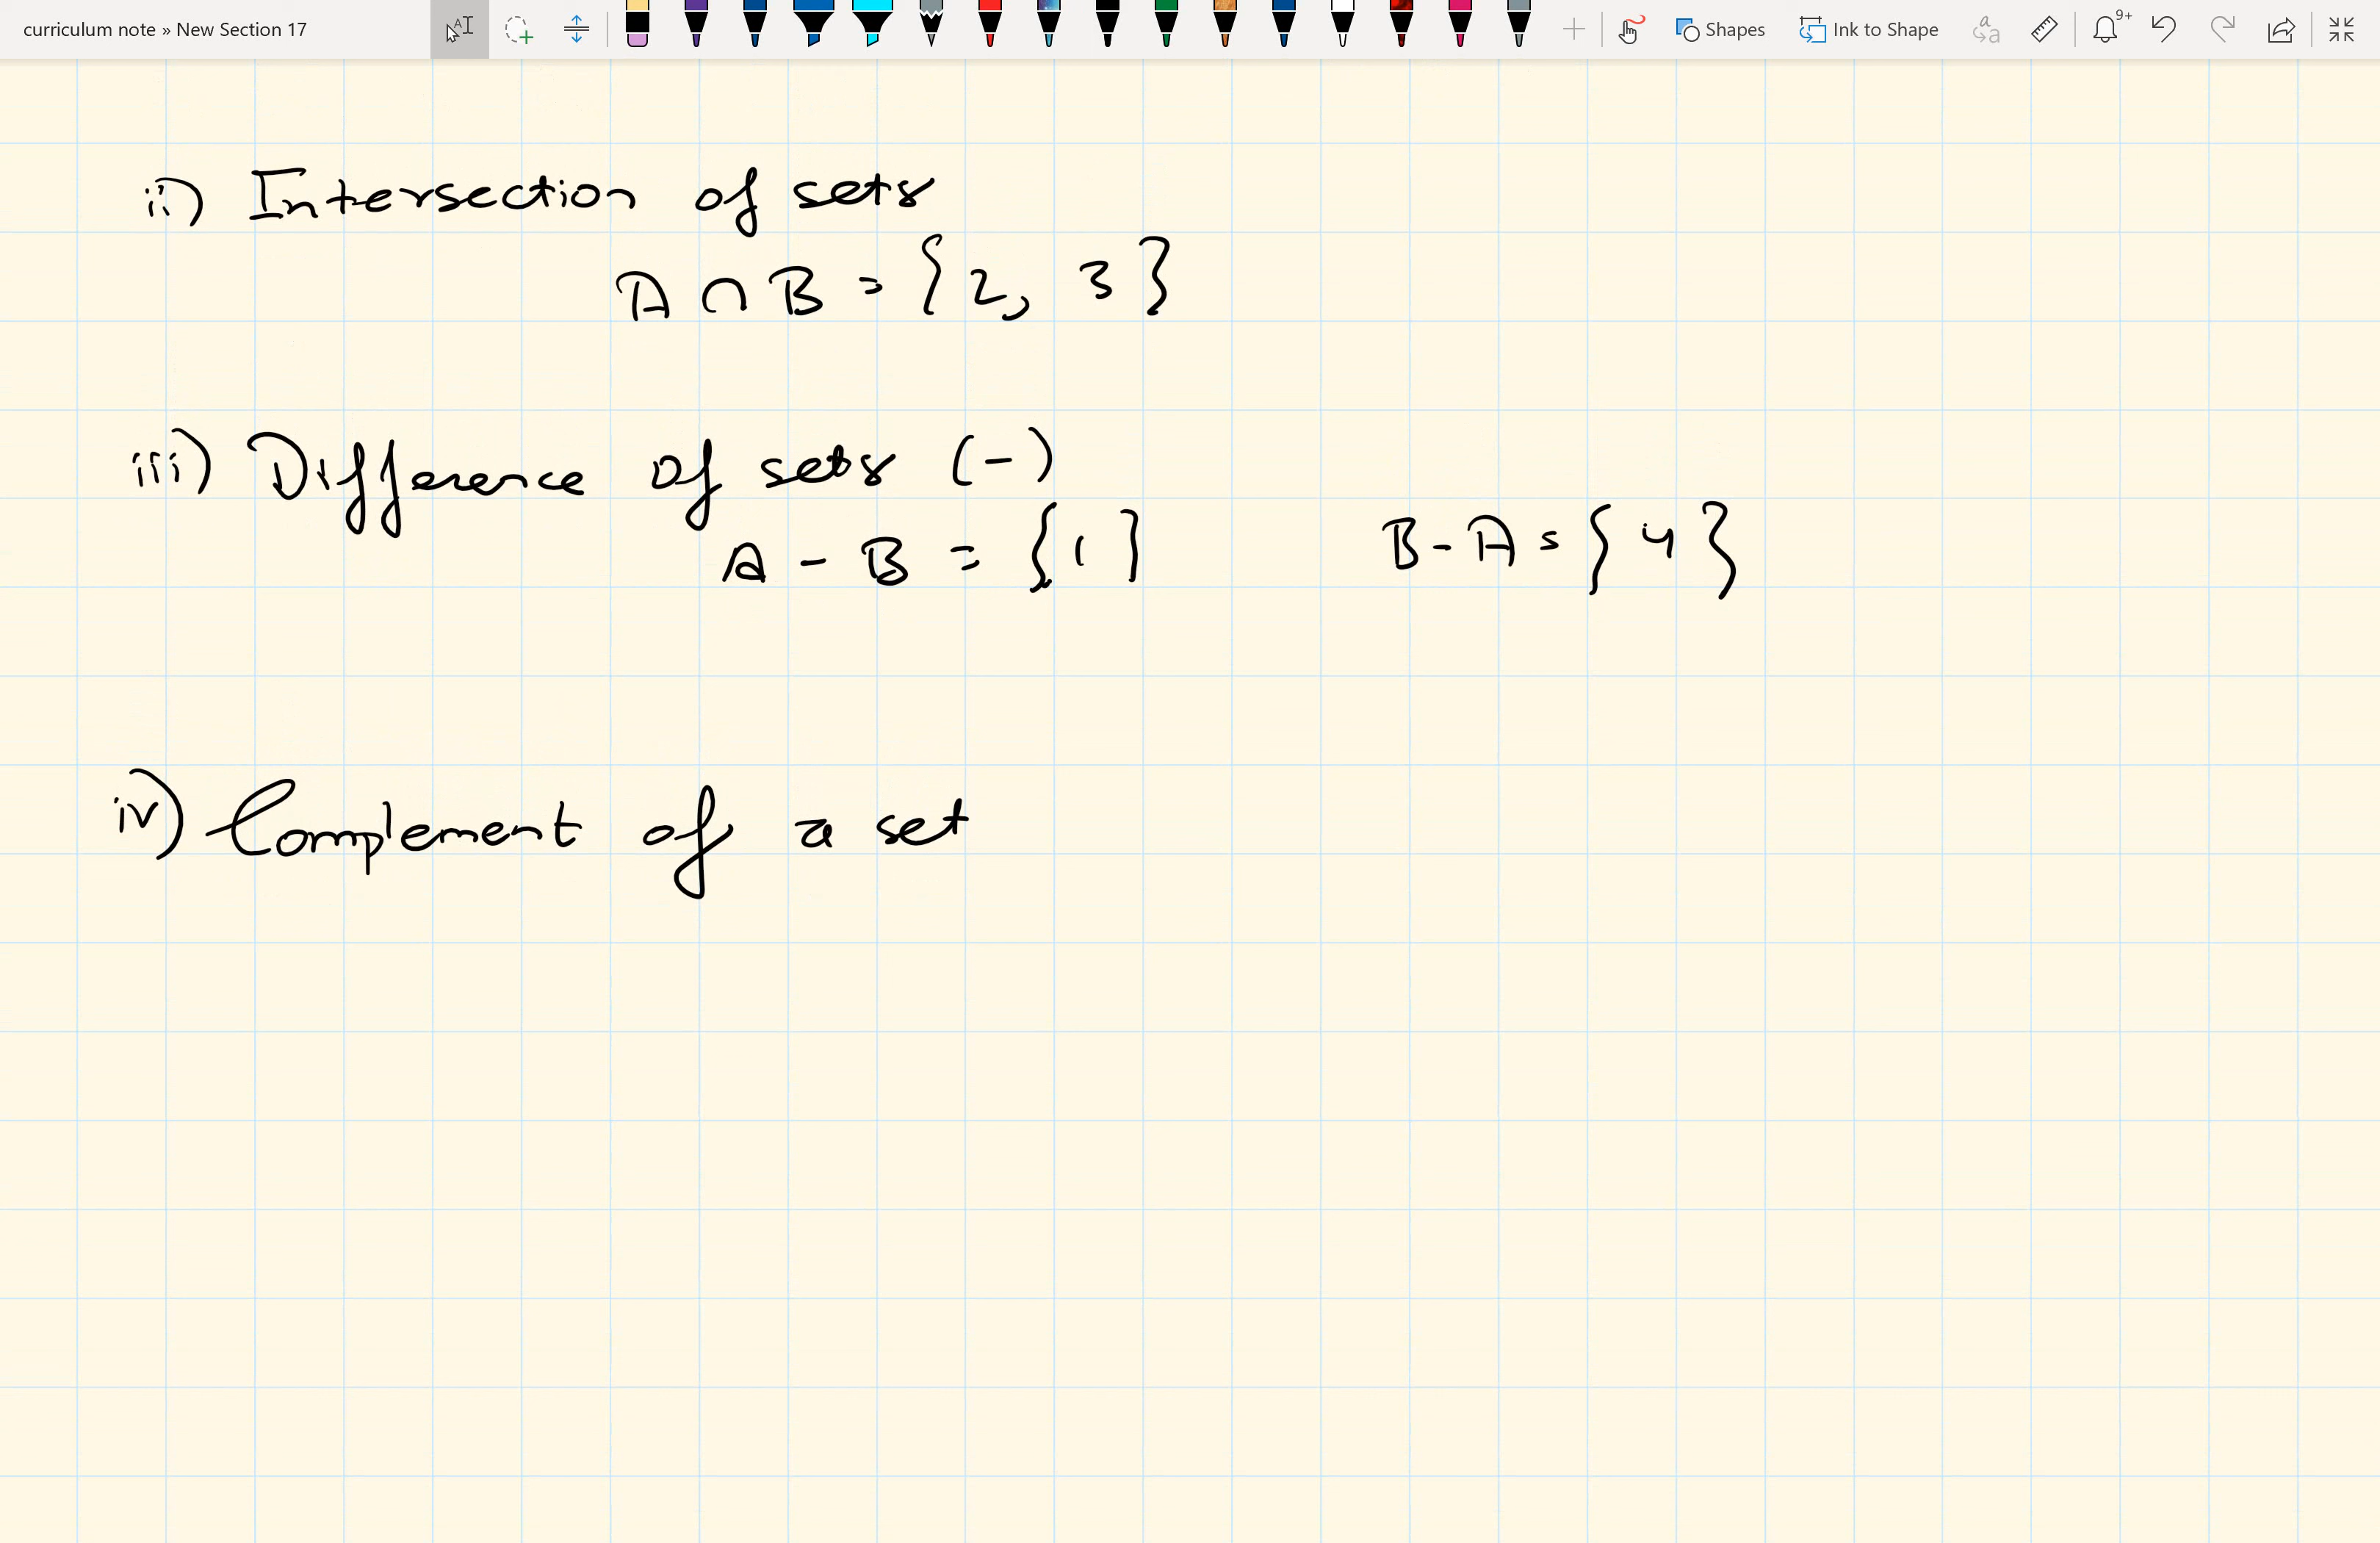 curriculum note » New Section 17
Shapes
Ink to Shape
9+
ii) Intersection of sets
A ∩ B = {2, 3}
iii) Difference of sets (-)
A - B = {1} B - A = {4}
iv) Complement of a set